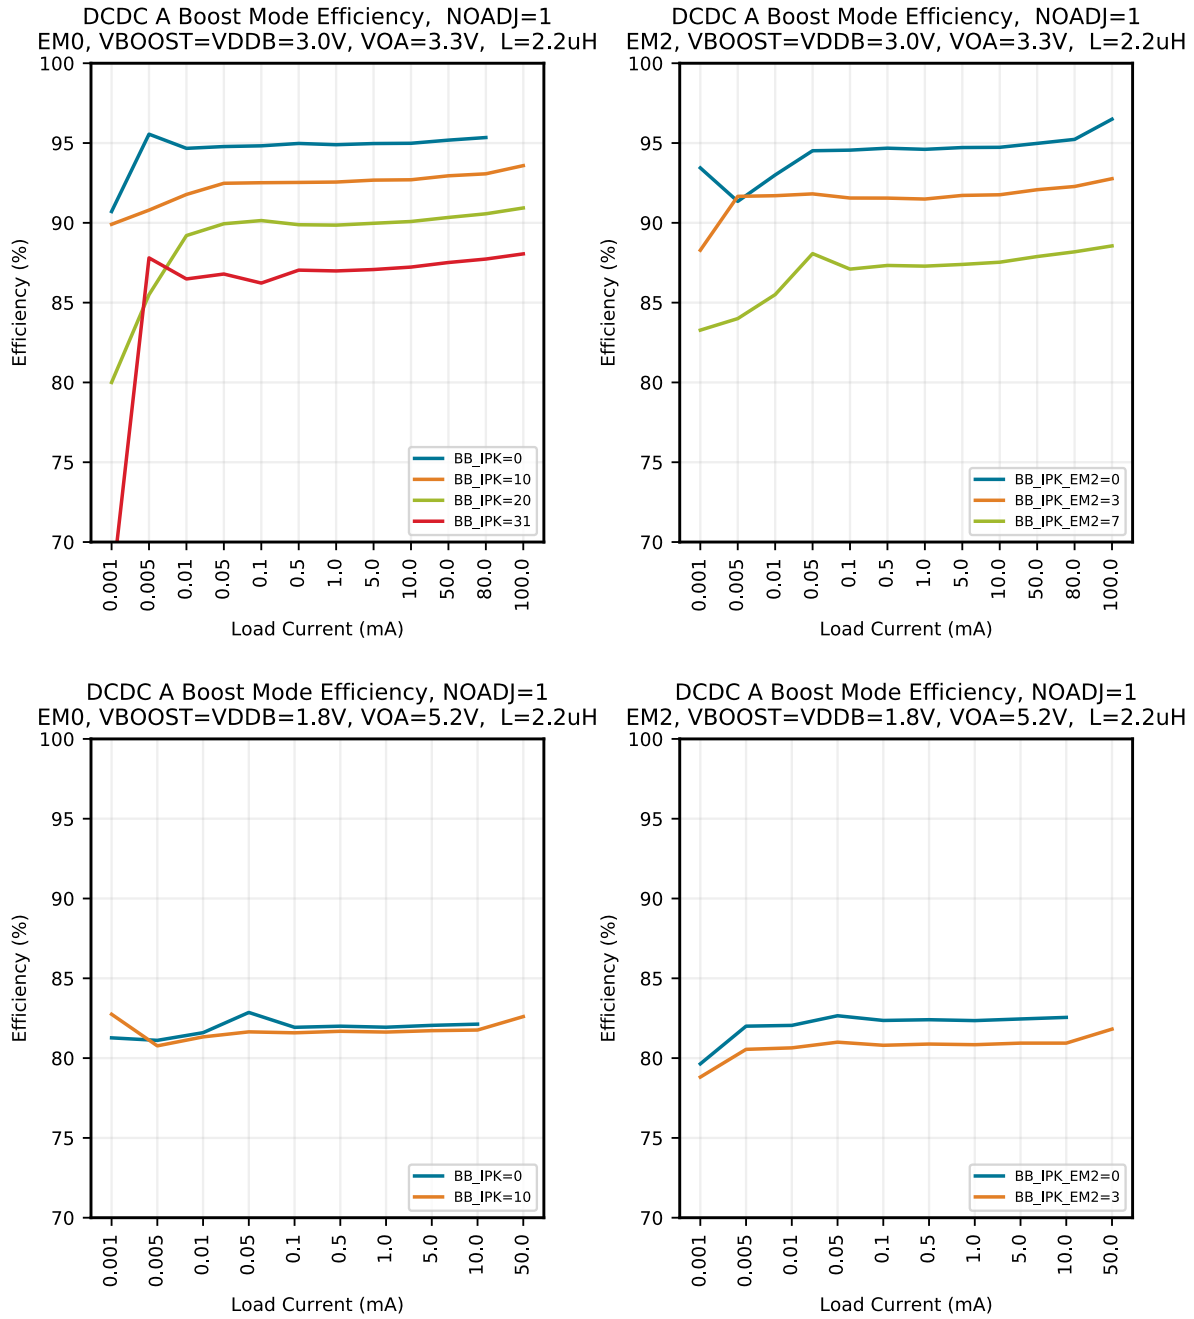 DCDC A Boost Mode Efficiency,  NOADJ=1
EM0, VBOOST=VDDB=3.0V, VOA=3.3V,  L=2.2uH
100
95
90
85
80
75
70
Efficiency (%)
BB_IPK=0
BB_IPK=10
BB_IPK=20
BB_IPK=31
0.001
0.005
0.01
0.05
0.1
0.5
1.0
5.0
10.0
50.0
80.0
100.0
Load Current (mA)
DCDC A Boost Mode Efficiency,  NOADJ=1
EM2, VBOOST=VDDB=3.0V, VOA=3.3V,  L=2.2uH
100
95
90
85
80
75
70
Efficiency (%)
BB_IPK_EM2=0
BB_IPK_EM2=3
BB_IPK_EM2=7
0.001
0.005
0.01
0.05
0.1
0.5
1.0
5.0
10.0
50.0
80.0
100.0
Load Current (mA)
DCDC A Boost Mode Efficiency, NOADJ=1
EM0, VBOOST=VDDB=1.8V, VOA=5.2V,  L=2.2uH
100
95
90
85
80
75
70
Efficiency (%)
BB_IPK=0
BB_IPK=10
0.001
0.005
0.01
0.05
0.1
0.5
1.0
5.0
10.0
50.0
Load Current (mA)
DCDC A Boost Mode Efficiency, NOADJ=1
EM2, VBOOST=VDDB=1.8V, VOA=5.2V,  L=2.2uH
100
95
90
85
80
75
70
Efficiency (%)
BB_IPK_EM2=0
BB_IPK_EM2=3
0.001
0.005
0.01
0.05
0.1
0.5
1.0
5.0
10.0
50.0
Load Current (mA)